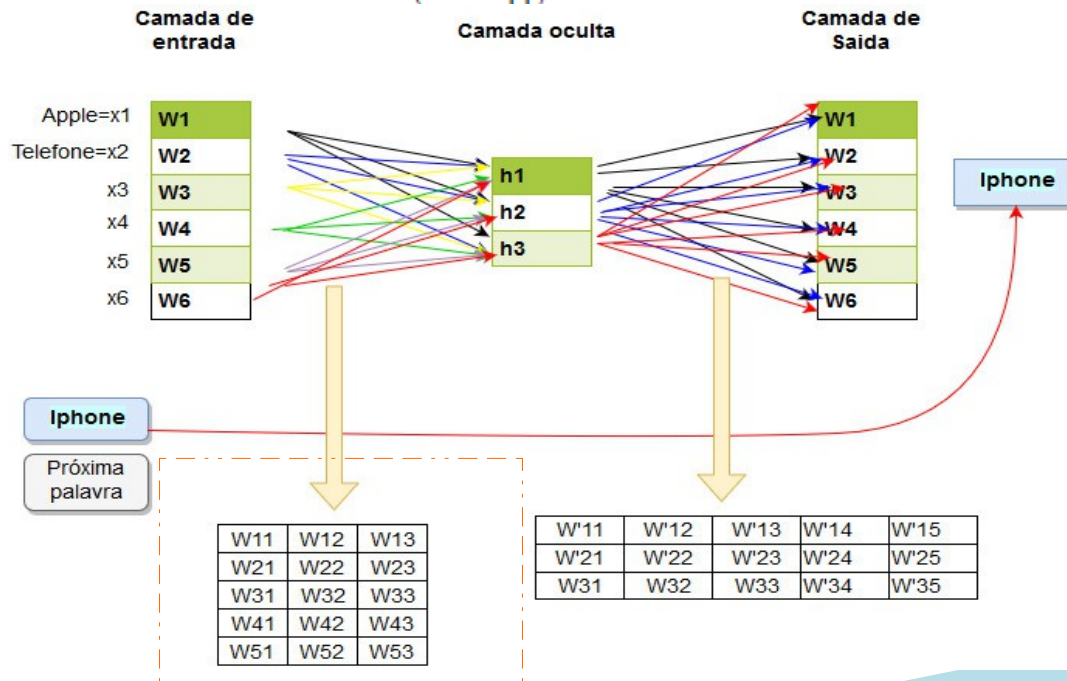 Camada de
entrada
Camada oculta
Camada de
Saida
Apple=x1
Telefone=x2
x3
x4
x5
x6
W1
W2
W3
W4
W5
W6
h1
h2
h3
W1
W2
W3
W4
W5
W6
Iphone
Iphone
Próxima
palavra
W11 W12 W13
W21 W22 W23
W31 W32 W33
W41 W42 W43
W51 W52 W53
W'11 W'12 W'13 W'14 W'15
W'21 W'22 W'23 W'24 W'25
W31 W32 W33 W'34 W'35